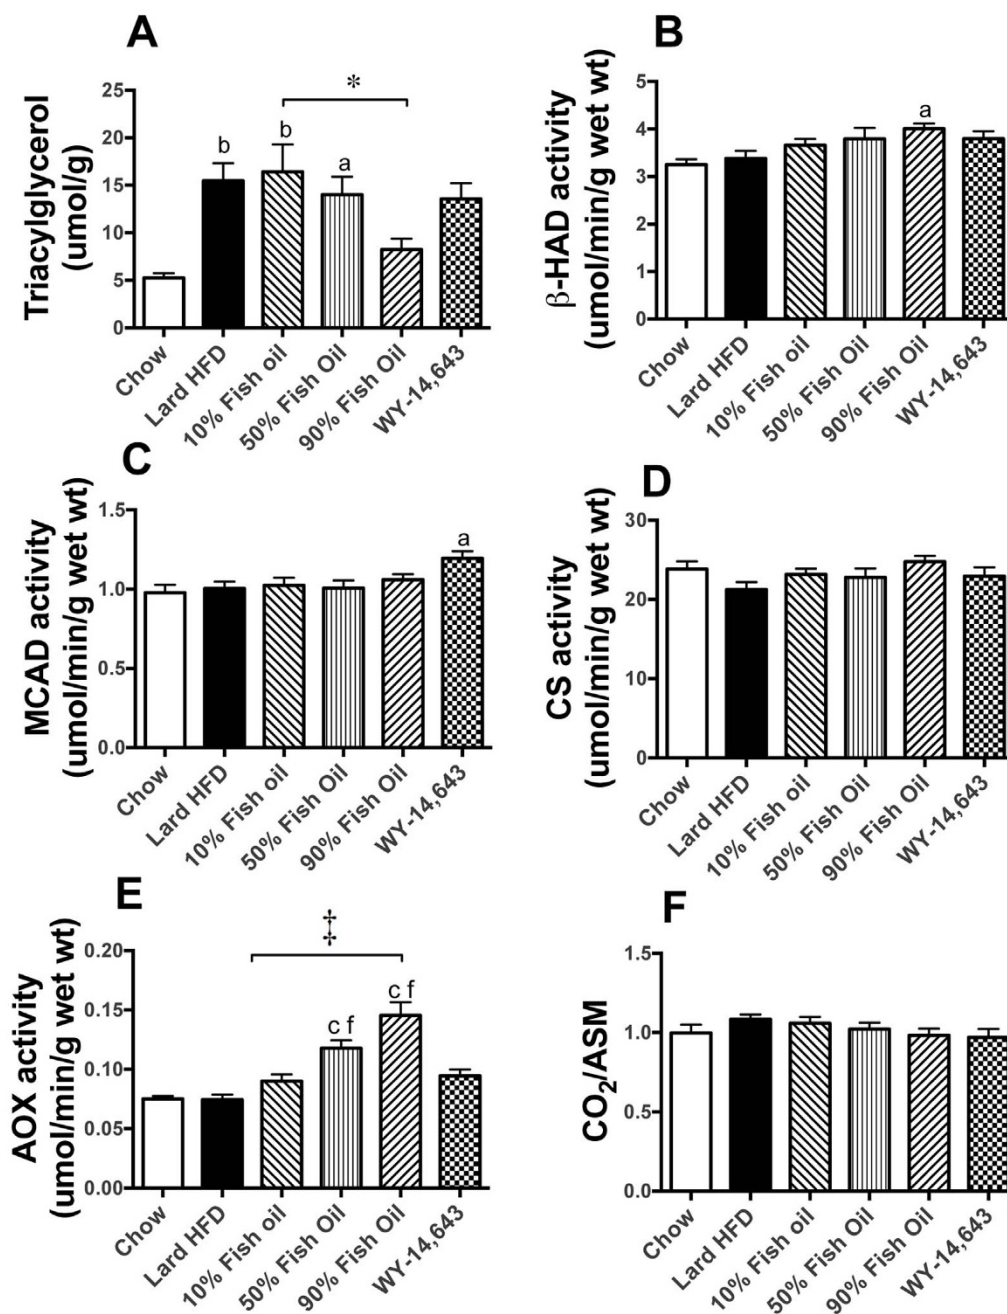 A
Triacylglycerol
(umol/g)
25
20
15
10
5
0
b
b
a
*
Chow
Lard HFD
10% Fish oil
50% Fish Oil
90% Fish Oil
WY-14,643
B
β-HAD activity
(umol/min/g wet wt)
5
4
3
2
1
0
a
Chow
Lard HFD
10% Fish oil
50% Fish Oil
90% Fish Oil
WY-14,643
C
MCAD activity
(umol/min/g wet wt)
1.5
1.0
0.5
0.0
a
Chow
Lard HFD
10% Fish oil
50% Fish Oil
90% Fish Oil
WY-14,643
D
CS activity
(umol/min/g wet wt)
30
20
10
0
Chow
Lard HFD
10% Fish oil
50% Fish Oil
90% Fish Oil
WY-14,643
E
AOX activity
(umol/min/g wet wt)
0.20
0.15
0.10
0.05
0.00
‡
c f
c f
Chow
Lard HFD
10% Fish oil
50% Fish Oil
90% Fish Oil
WY-14,643
F
CO₂/ASM
1.5
1.0
0.5
0.0
Chow
Lard HFD
10% Fish oil
50% Fish Oil
90% Fish Oil
WY-14,643